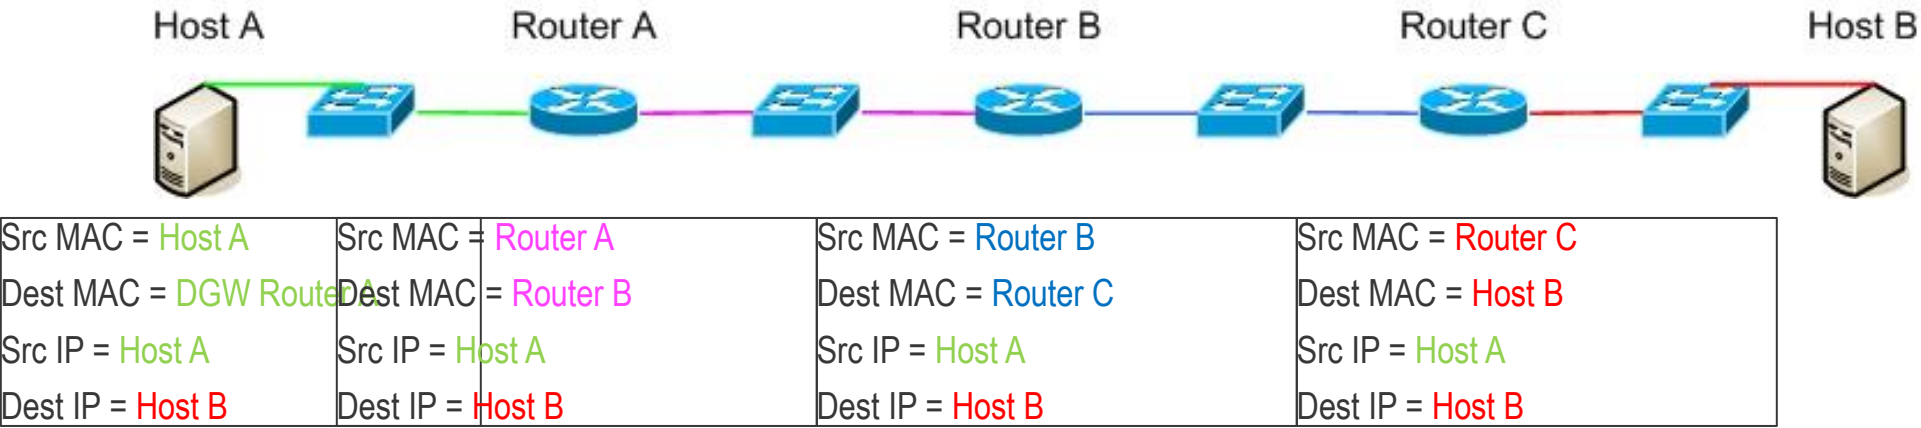 Host A
Router A
Router B
Router C
Host B
Src MAC = Host A
Dest MAC = DGW Router A
Src IP = Host A
Dest IP = Host B
Src MAC = Router A
Dest MAC = Router B
Src IP = Host A
Dest IP = Host B
Src MAC = Router B
Dest MAC = Router C
Src IP = Host A
Dest IP = Host B
Src MAC = Router C
Dest MAC = Host B
Src IP = Host A
Dest IP = Host B